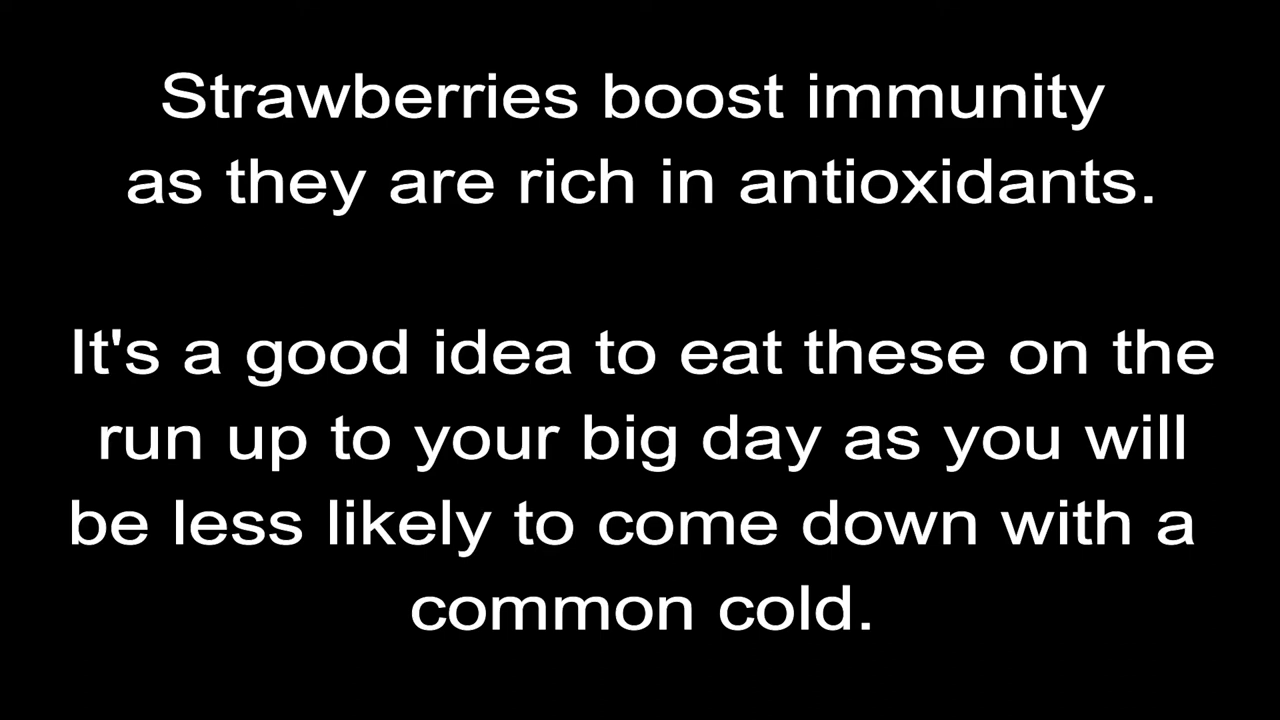 Strawberries boost immunity
as they are rich in antioxidants.
It's a good idea to eat these on the
run up to your big day as you will
be less likely to come down with a
common cold.